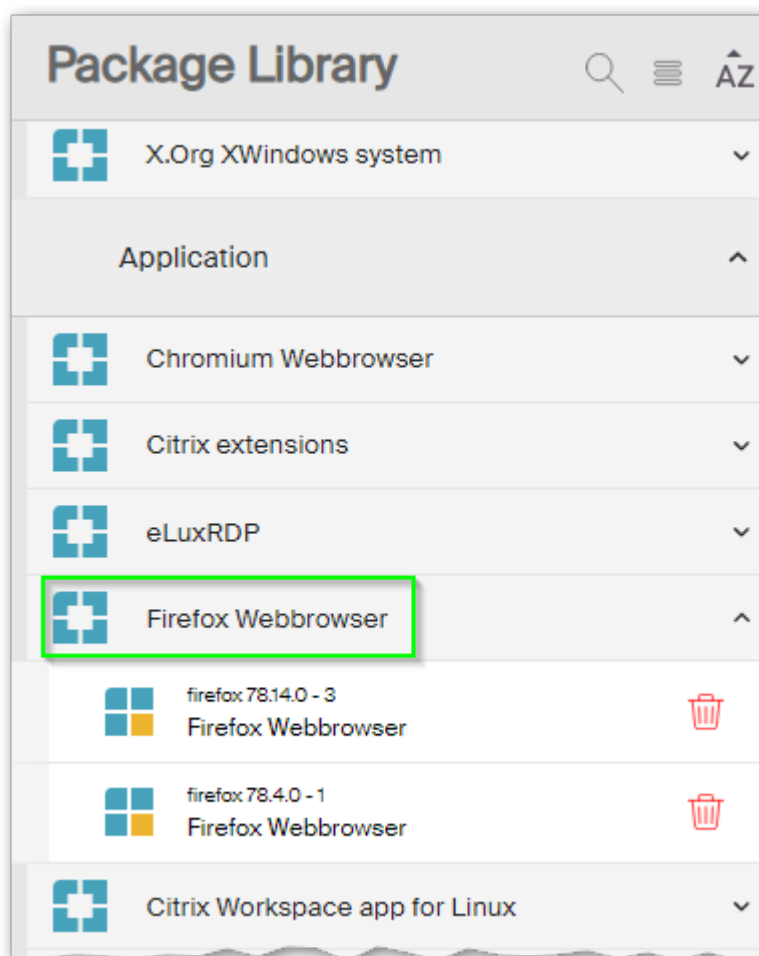 Package Library
AZ
X.Org XWindows system
Application
Chromium Webbrowser
Citrix extensions
eLuxRDP
Firefox Webbrowser
firefox 78.14.0 - 3
Firefox Webbrowser
firefox 78.4.0 - 1
Firefox Webbrowser
Citrix Workspace app for Linux